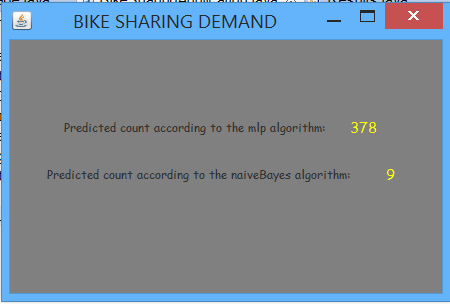 BIKE SHARING DEMAND
Predicted count according to the mlp algorithm: 378
Predicted count according to the naiveBayes algorithm: 9